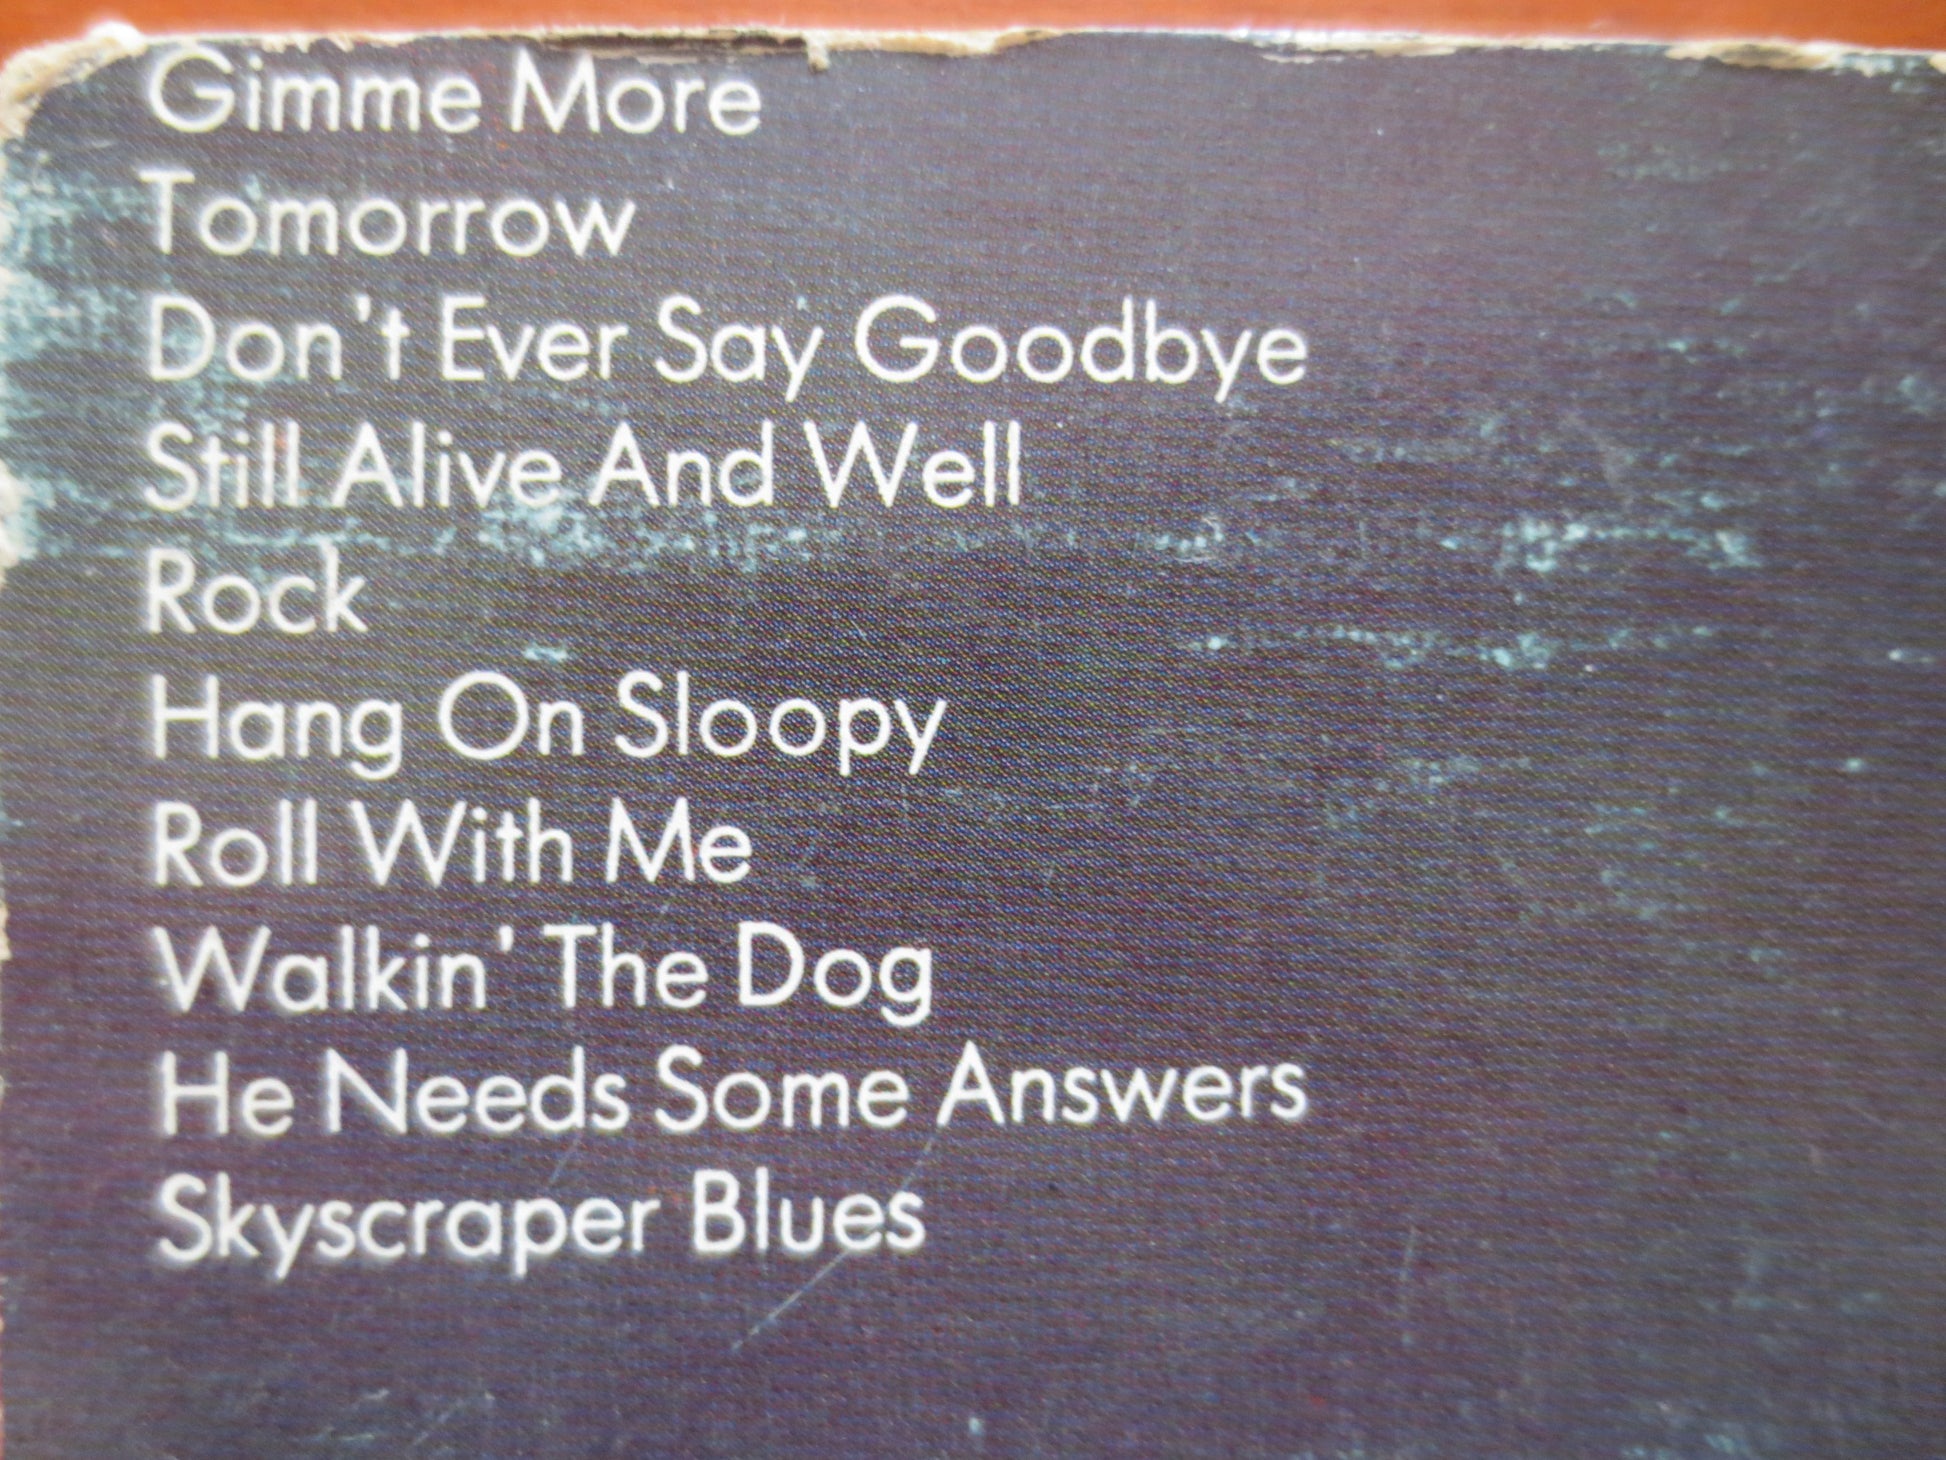 Gimme More
Tomorrow
Don't Ever Say Goodbye
Still Alive And Well
Rock
Hang On Sloopy
Roll With Me
Walkin' The Dog
He Needs Some Answers
Skyscraper Blues